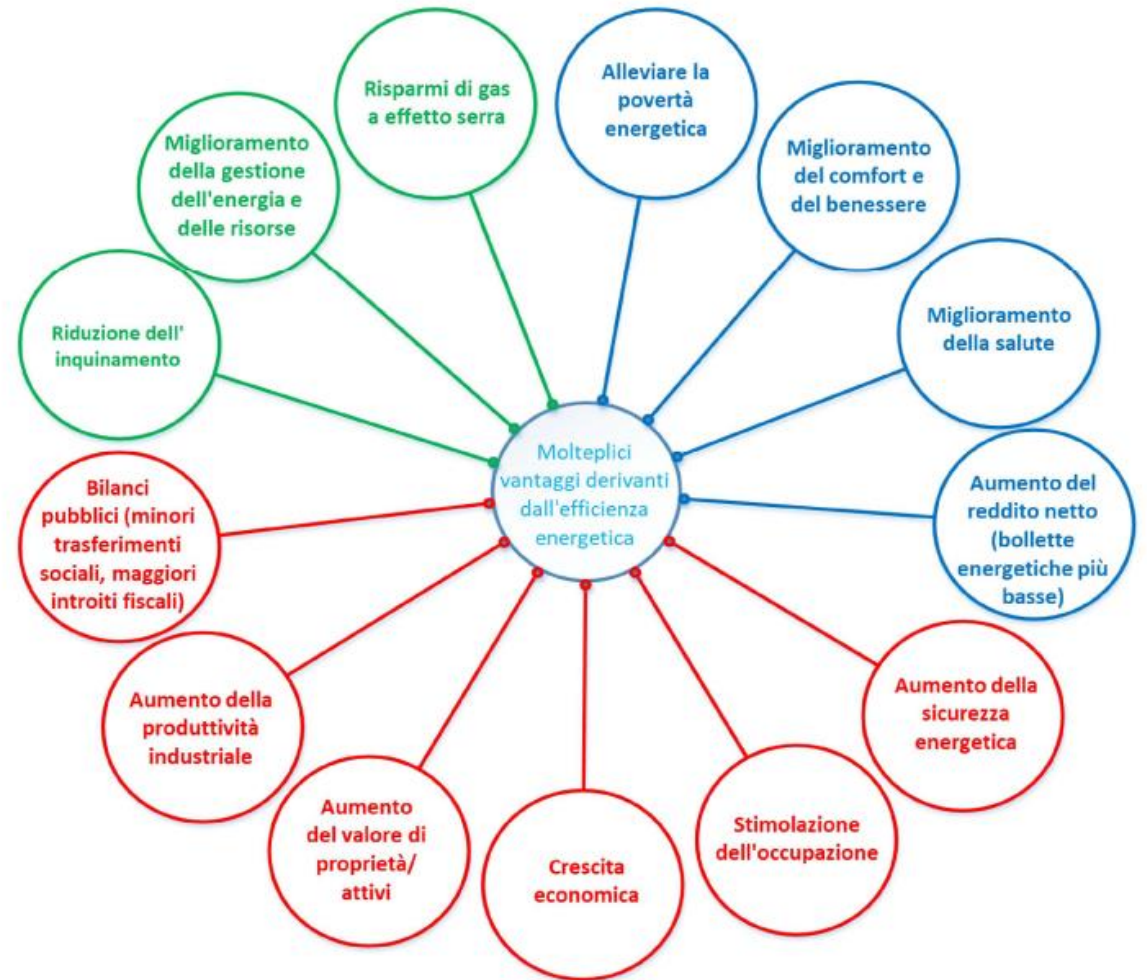 Risparmi di gas
a effetto serra
Alleviare la
povertà
energetica
Miglioramento
della gestione
dell'energia e
delle risorse
Miglioramento
del comfort e
del benessere
Riduzione dell'
inquinamento
Miglioramento
della salute
Molteplici
vantaggi derivanti
dall'efficienza
energetica
Bilanci
pubblici (minori
trasferimenti
sociali, maggiori
introiti fiscali)
Aumento del
reddito netto
(bollette
energetiche più
basse)
Aumento della
produttività
industriale
Aumento della
sicurezza
energetica
Aumento
del valore di
proprietà/
attivi
Crescita
economica
Stimolazione
dell'occupazione